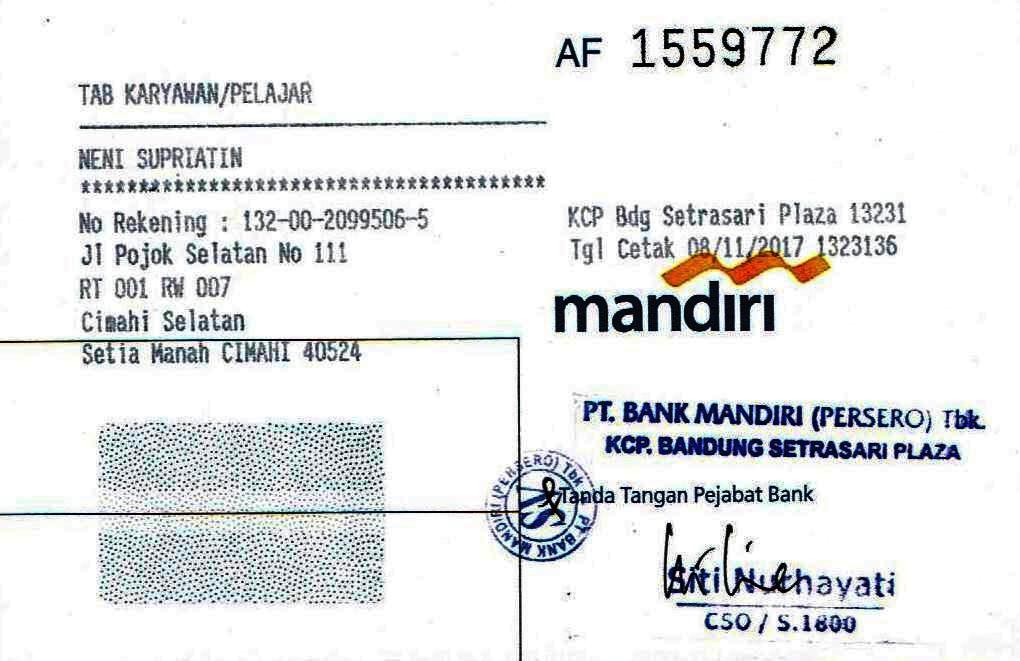 AF 1559772
TAB KARYAWAN/PELAJAR
NENI SUPRIATIN
****************************************
No Rekening : 132-00-2099506-5
Jl Pojok Selatan No 111
RT 001 RW 007
Cimahi Selatan
Setia Manah CIMAHI 40524
KCP Bdg Setrasari Plaza 13231
Tgl Cetak 08/11/2017 1323136
mandırı
PT. BANK MANDIRI (PERSERO) Tbk.
KCP. BANDUNG SETRASARI PLAZA
PT BANK MANDIRI (PERSERO) Tbk
Tanda Tangan Pejabat Bank
Siti Nurhayati
CSO / S.1800